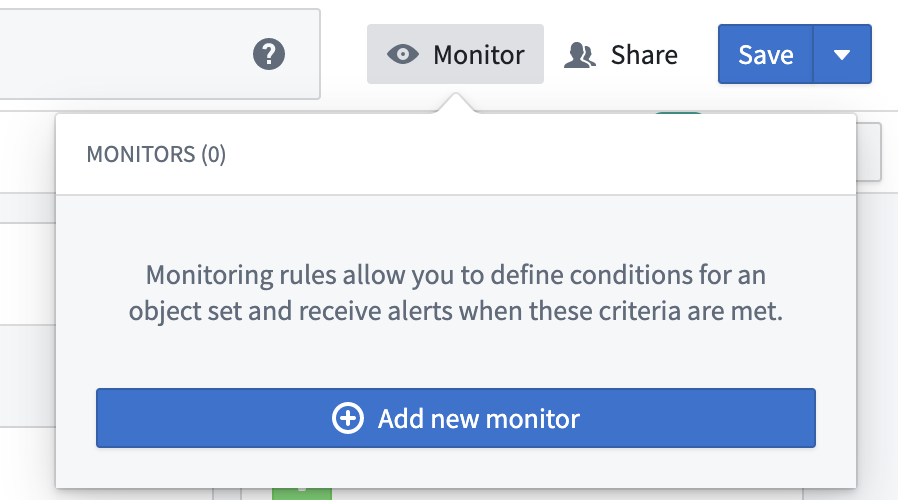 ?
Monitor
Share
Save
MONITORS (0)
Monitoring rules allow you to define conditions for an
object set and receive alerts when these criteria are met.
Add new monitor